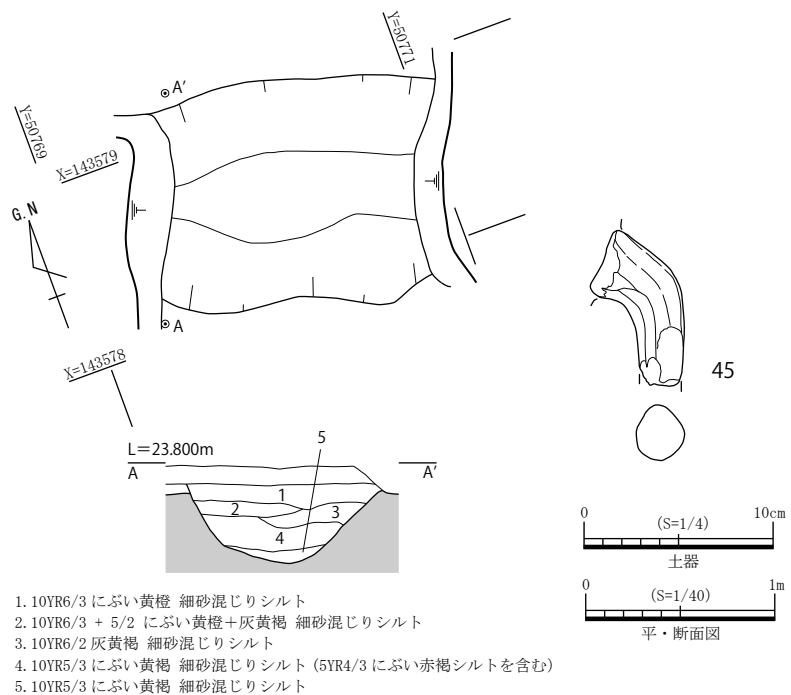 Y=50771
A'
Y=50769
X=143579
G.N
A
X=143578
45
L=23.800m
A
A'
5
1
2
3
4
0 10cm
(S=1/4)
土器
0 1m
(S=1/40)
平・断面図
1. 10YR6/3 にぶい黄橙 細砂混じりシルト
2. 10YR6/3 + 5/2 にぶい黄橙+灰黄褐 細砂混じりシルト
3. 10YR6/2 灰黄褐 細砂混じりシルト
4. 10YR5/3 にぶい黄褐 細砂混じりシルト (5YR4/3 にぶい赤褐シルトを含む)
5. 10YR5/3 にぶい黄褐 細砂混じりシルト